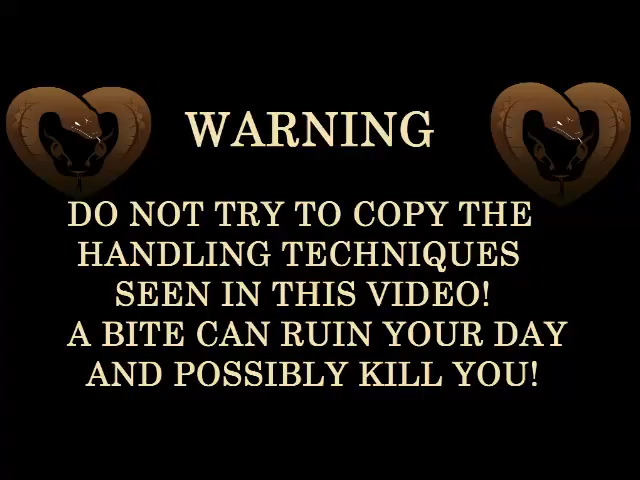 WARNING
DO NOT TRY TO COPY THE
HANDLING TECHNIQUES
SEEN IN THIS VIDEO!
A BITE CAN RUIN YOUR DAY
AND POSSIBLY KILL YOU!